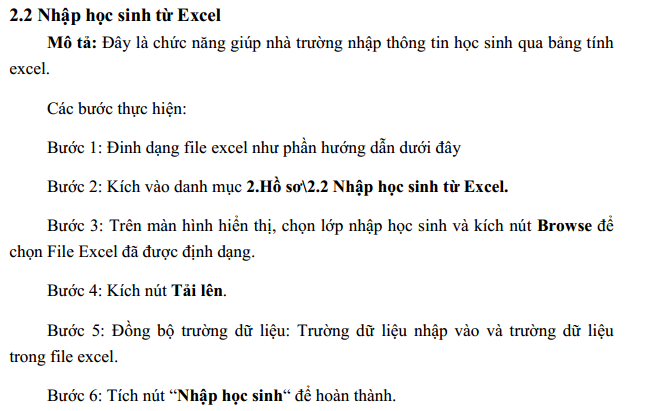 2.2 Nhập học sinh từ Excel
Mô tả: Đây là chức năng giúp nhà trường nhập thông tin học sinh qua bảng tính
excel.
Các bước thực hiện:
Bước 1: Đinh dạng file excel như phần hướng dẫn dưới đây
Bước 2: Kích vào danh mục 2.Hồ sơ\2.2 Nhập học sinh từ Excel.
Bước 3: Trên màn hình hiển thị, chọn lớp nhập học sinh và kích nút Browse để
chọn File Excel đã được định dạng.
Bước 4: Kích nút Tải lên.
Bước 5: Đồng bộ trường dữ liệu: Trường dữ liệu nhập vào và trường dữ liệu
trong file excel.
Bước 6: Tích nút “Nhập học sinh“ để hoàn thành.